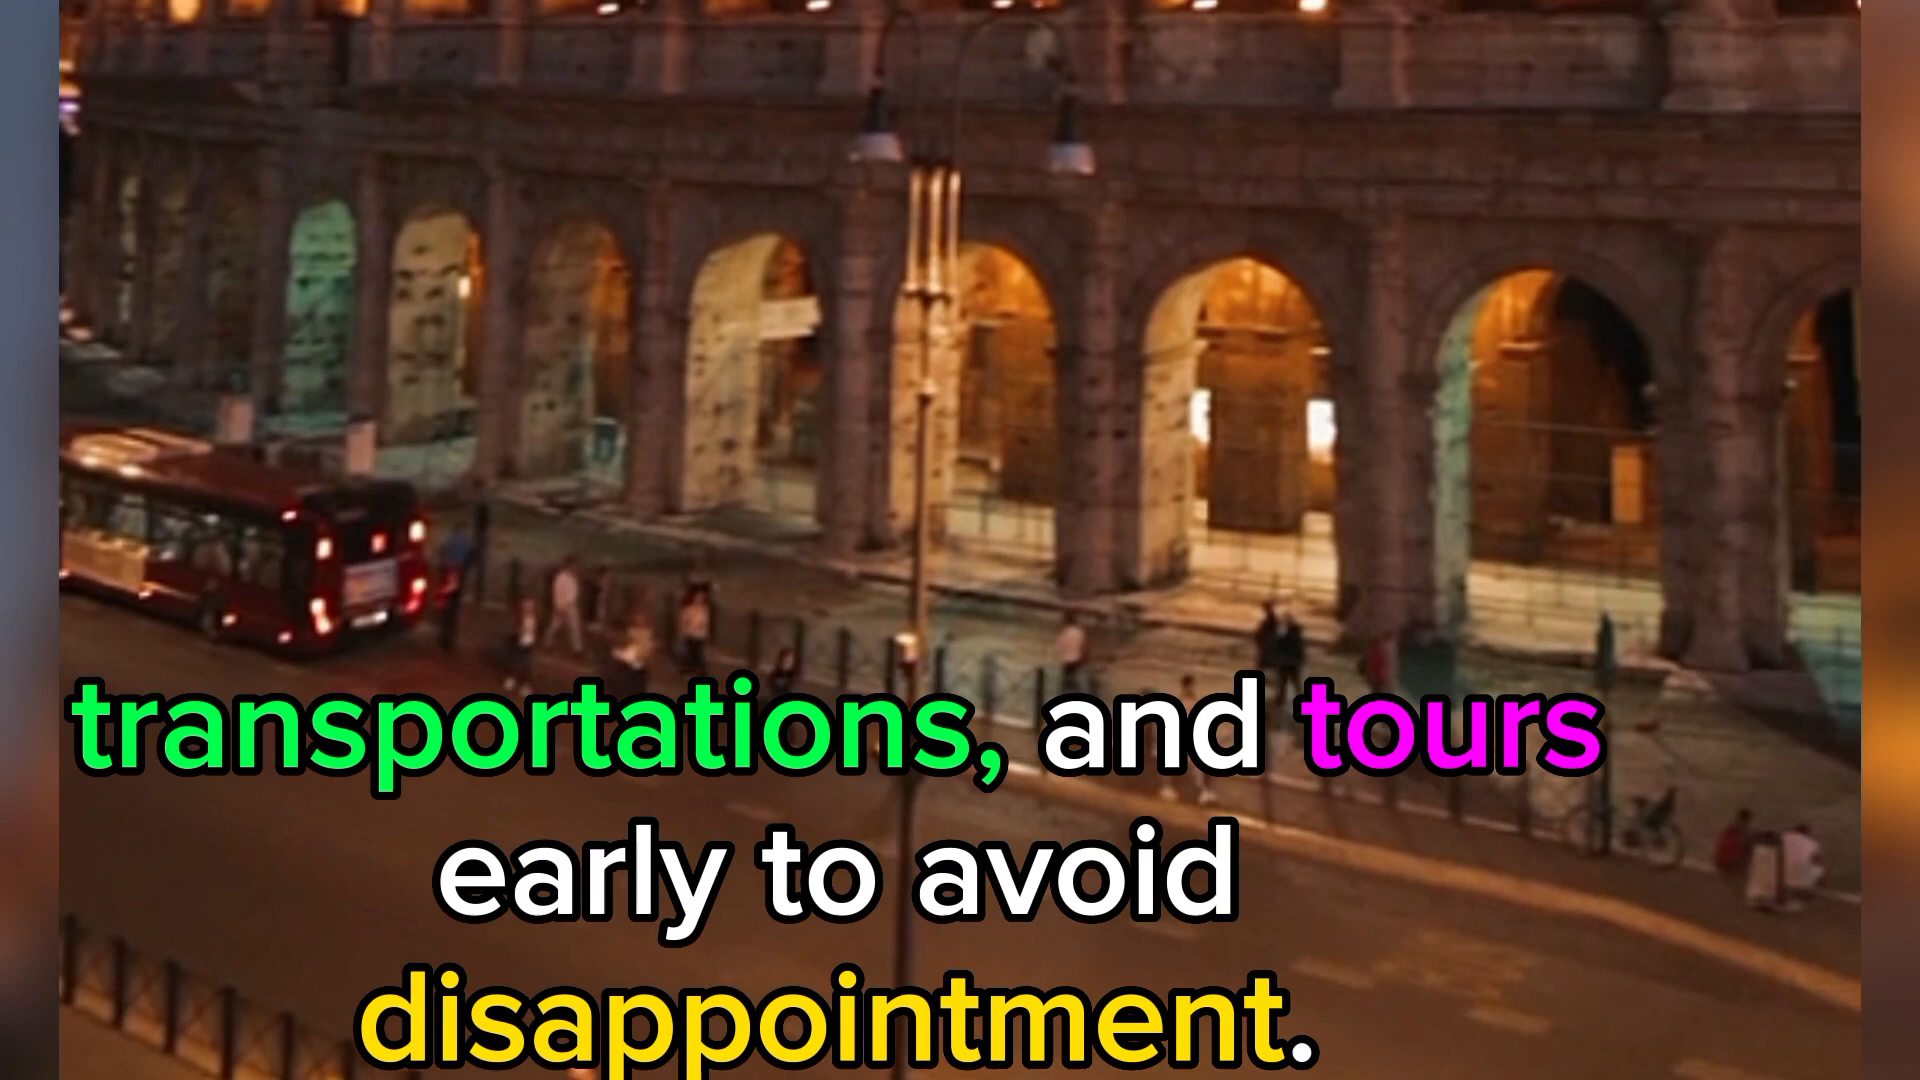 transportations, and tours
early to avoid
disappointment.